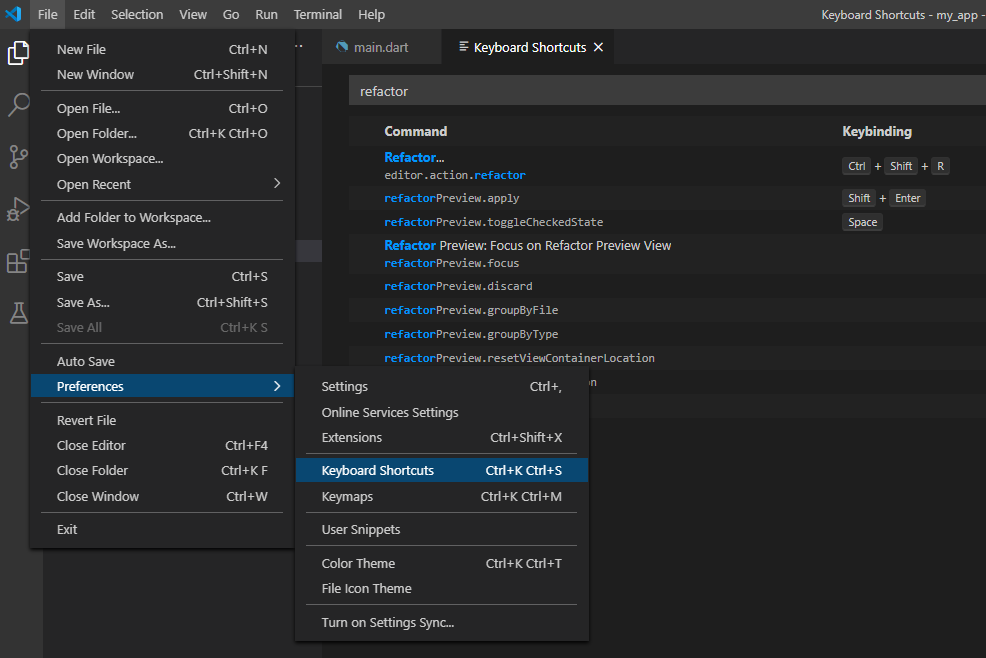 File Edit Selection View Go Run Terminal Help Keyboard Shortcuts - my_app -
main.dart Keyboard Shortcuts
New File Ctrl+N
New Window Ctrl+Shift+N
Open File... Ctrl+O
Open Folder... Ctrl+K Ctrl+O
Open Workspace...
Open Recent
Add Folder to Workspace...
Save Workspace As...
Save Ctrl+S
Save As... Ctrl+Shift+S
Save All Ctrl+K S
Auto Save
Preferences
Revert File
Close Editor Ctrl+F4
Close Folder Ctrl+K F
Close Window Ctrl+W
Exit
refactor
Command Keybinding
Refactor...
editor.action.refactor Ctrl + Shift + R
refactorPreview.apply Shift + Enter
refactorPreview.toggleCheckedState Space
Refactor Preview: Focus on Refactor Preview View
refactorPreview.focus
refactorPreview.discard
refactorPreview.groupByFile
refactorPreview.groupByType
refactorPreview.resetViewContainerLocation
Settings Ctrl+,
Online Services Settings
Extensions Ctrl+Shift+X
Keyboard Shortcuts Ctrl+K Ctrl+S
Keymaps Ctrl+K Ctrl+M
User Snippets
Color Theme Ctrl+K Ctrl+T
File Icon Theme
Turn on Settings Sync...